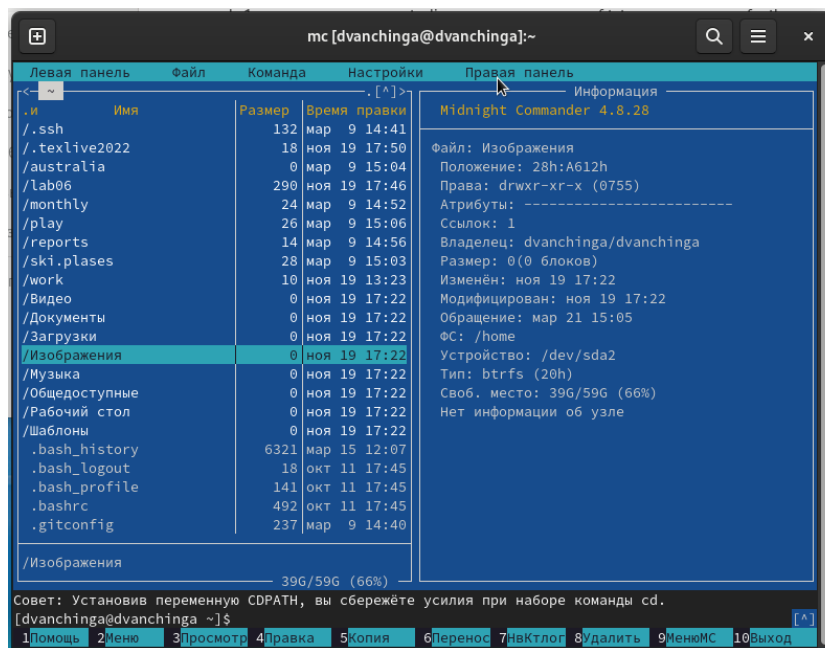 mc [dvanchinga@dvanchinga]:~
Левая панель Файл Команда Настройки Правая панель
<— ~ .[^]>
.и Имя Размер Время правки
/.ssh 132 мар 9 14:41
/.texlive2022 18 ноя 19 17:50
/australia 0 мар 9 15:04
/lab06 290 ноя 19 17:46
/monthly 24 мар 9 14:52
/play 26 мар 9 15:06
/reports 14 мар 9 14:56
/ski.plases 28 мар 9 15:03
/work 10 ноя 19 13:23
/Видео 0 ноя 19 17:22
/Документы 0 ноя 19 17:22
/Загрузки 0 ноя 19 17:22
/Изображения 0 ноя 19 17:22
/Музыка 0 ноя 19 17:22
/Общедоступные 0 ноя 19 17:22
/Рабочий стол 0 ноя 19 17:22
/Шаблоны 0 ноя 19 17:22
.bash_history 6321 мар 15 12:07
.bash_logout 18 окт 11 17:45
.bash_profile 141 окт 11 17:45
.bashrc 492 окт 11 17:45
.gitconfig 237 мар 9 14:40
/Изображения
39G/59G (66%)
Информация
Midnight Commander 4.8.28
Файл: Изображения
Положение: 28h:A612h
Права: drwxr-xr-x (0755)
Атрибуты: -------------------------
Ссылок: 1
Владелец: dvanchinga/dvanchinga
Размер: 0(0 блоков)
Изменён: ноя 19 17:22
Модифицирован: ноя 19 17:22
Обращение: мар 21 15:05
ФС: /home
Устройство: /dev/sda2
Тип: btrfs (20h)
Своб. место: 39G/59G (66%)
Нет информации об узле
Совет: Установив переменную CDPATH, вы сбережёте усилия при наборе команды cd.
[dvanchinga@dvanchinga ~]$ [^]
1Помощь 2Меню 3Просмотр 4Правка 5Копия 6Перенос 7НвКтлог 8Удалить 9МенюМС 10Выход